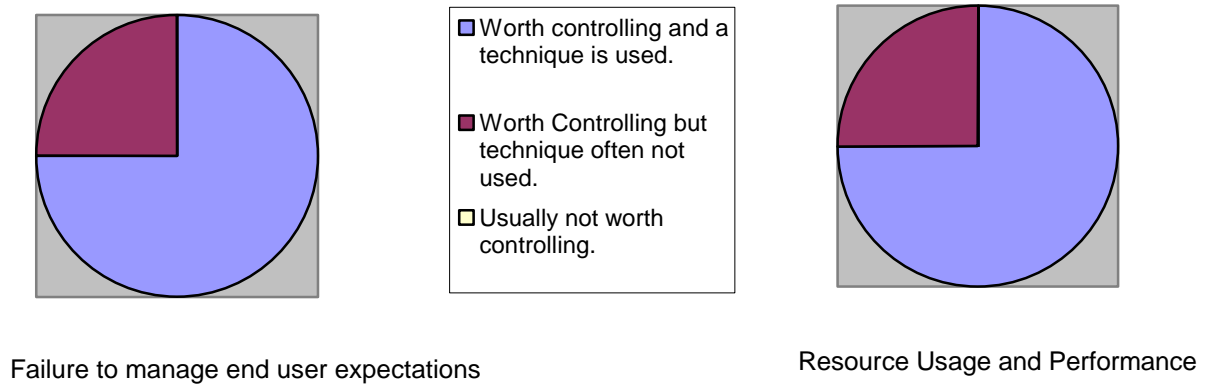 Worth controlling and a
technique is used.
Worth Controlling but
technique often not
used.
Usually not worth
controlling.
Failure to manage end user expectations
Resource Usage and Performance